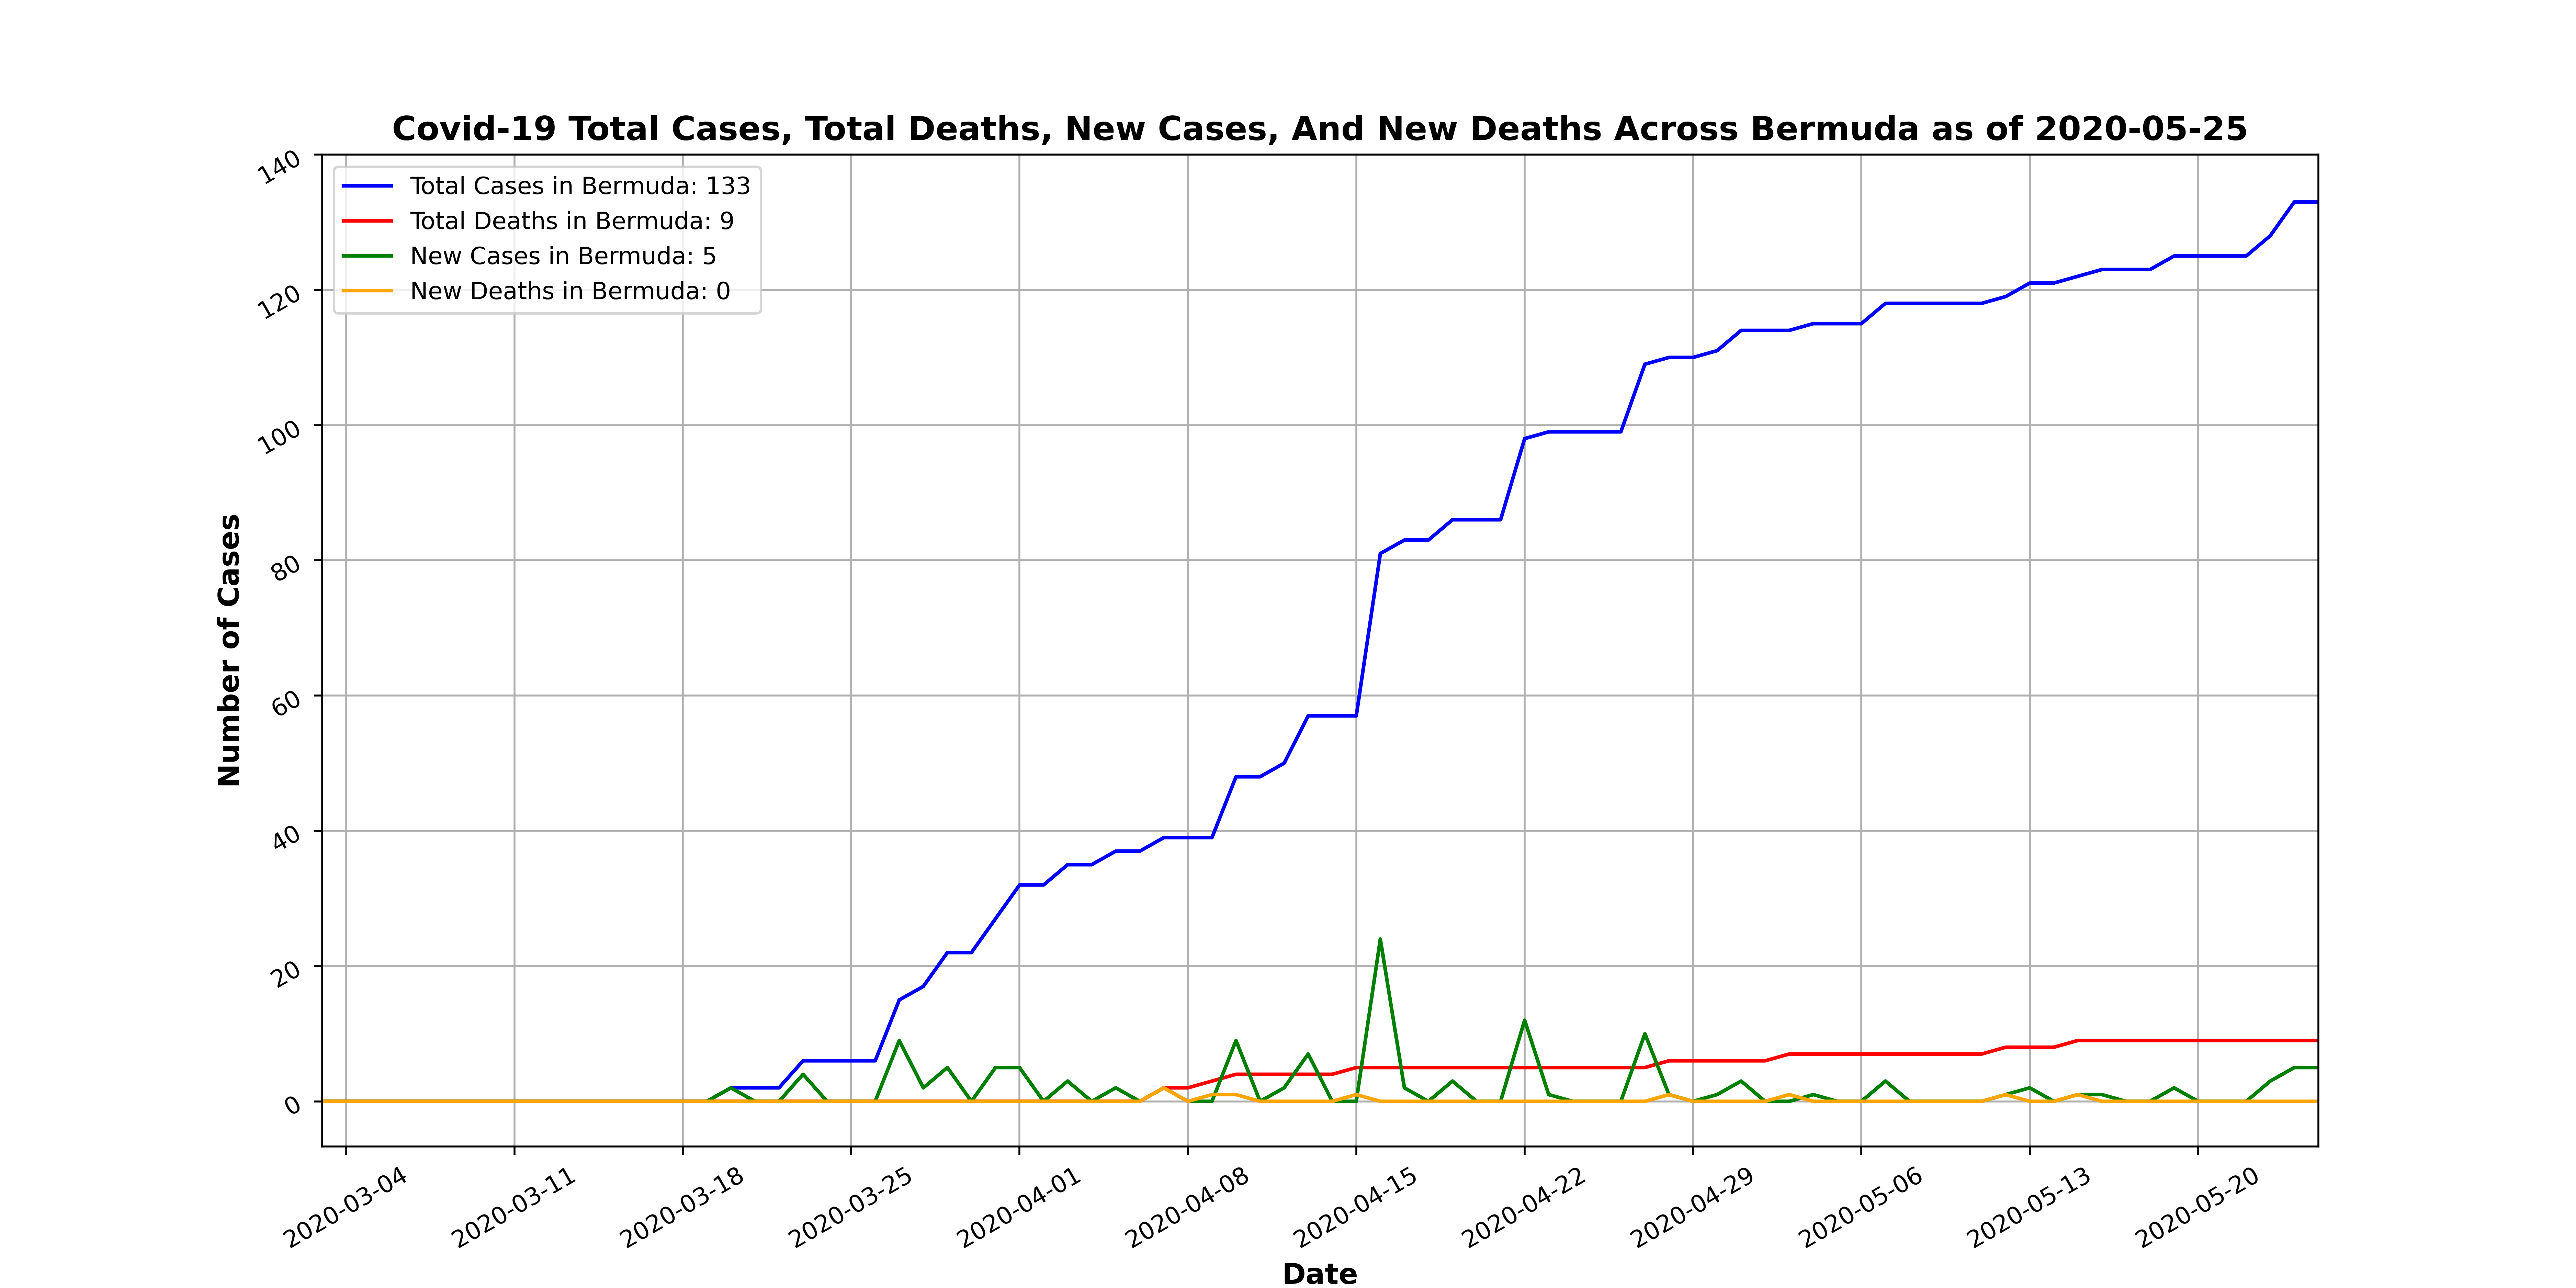 Covid-19 Total Cases, Total Deaths, New Cases, And New Deaths Across Bermuda as of 2020-05-25
Total Cases in Bermuda: 133
Total Deaths in Bermuda: 9
New Cases in Bermuda: 5
New Deaths in Bermuda: 0
140
120
100
80
60
40
20
0
Number of Cases
2020-03-04
2020-03-11
2020-03-18
2020-03-25
2020-04-01
2020-04-08
2020-04-15
2020-04-22
2020-04-29
2020-05-06
2020-05-13
2020-05-20
Date